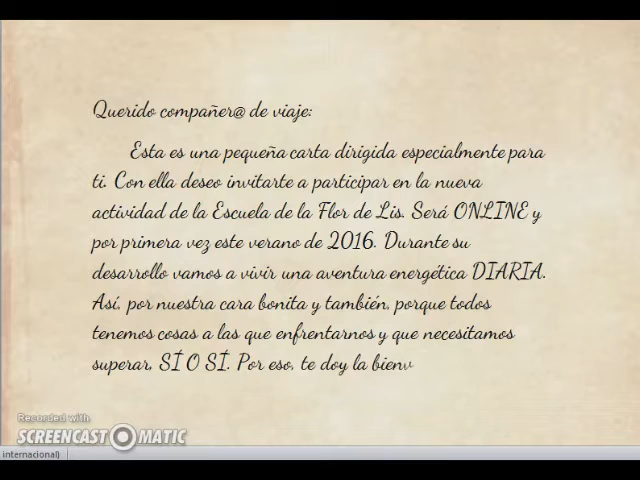 Querido compañer@ de viaje:
Esta es una pequeña carta dirigida especialmente para
ti. Con ella deseo invitarte a participar en la nueva
actividad de la Escuela de la Flor de Lis. Será ONLINE y
por primera vez este verano de 2016. Durante su
desarrollo vamos a vivir una aventura energética DIARIA.
Así, por nuestra cara bonita y también, porque todos
tenemos cosas a las que enfrentarnos y que necesitamos
superar, SÍ O SÍ. Por eso, te doy la bienv
Recorded with
SCREENCAST O MATIC
internacional)